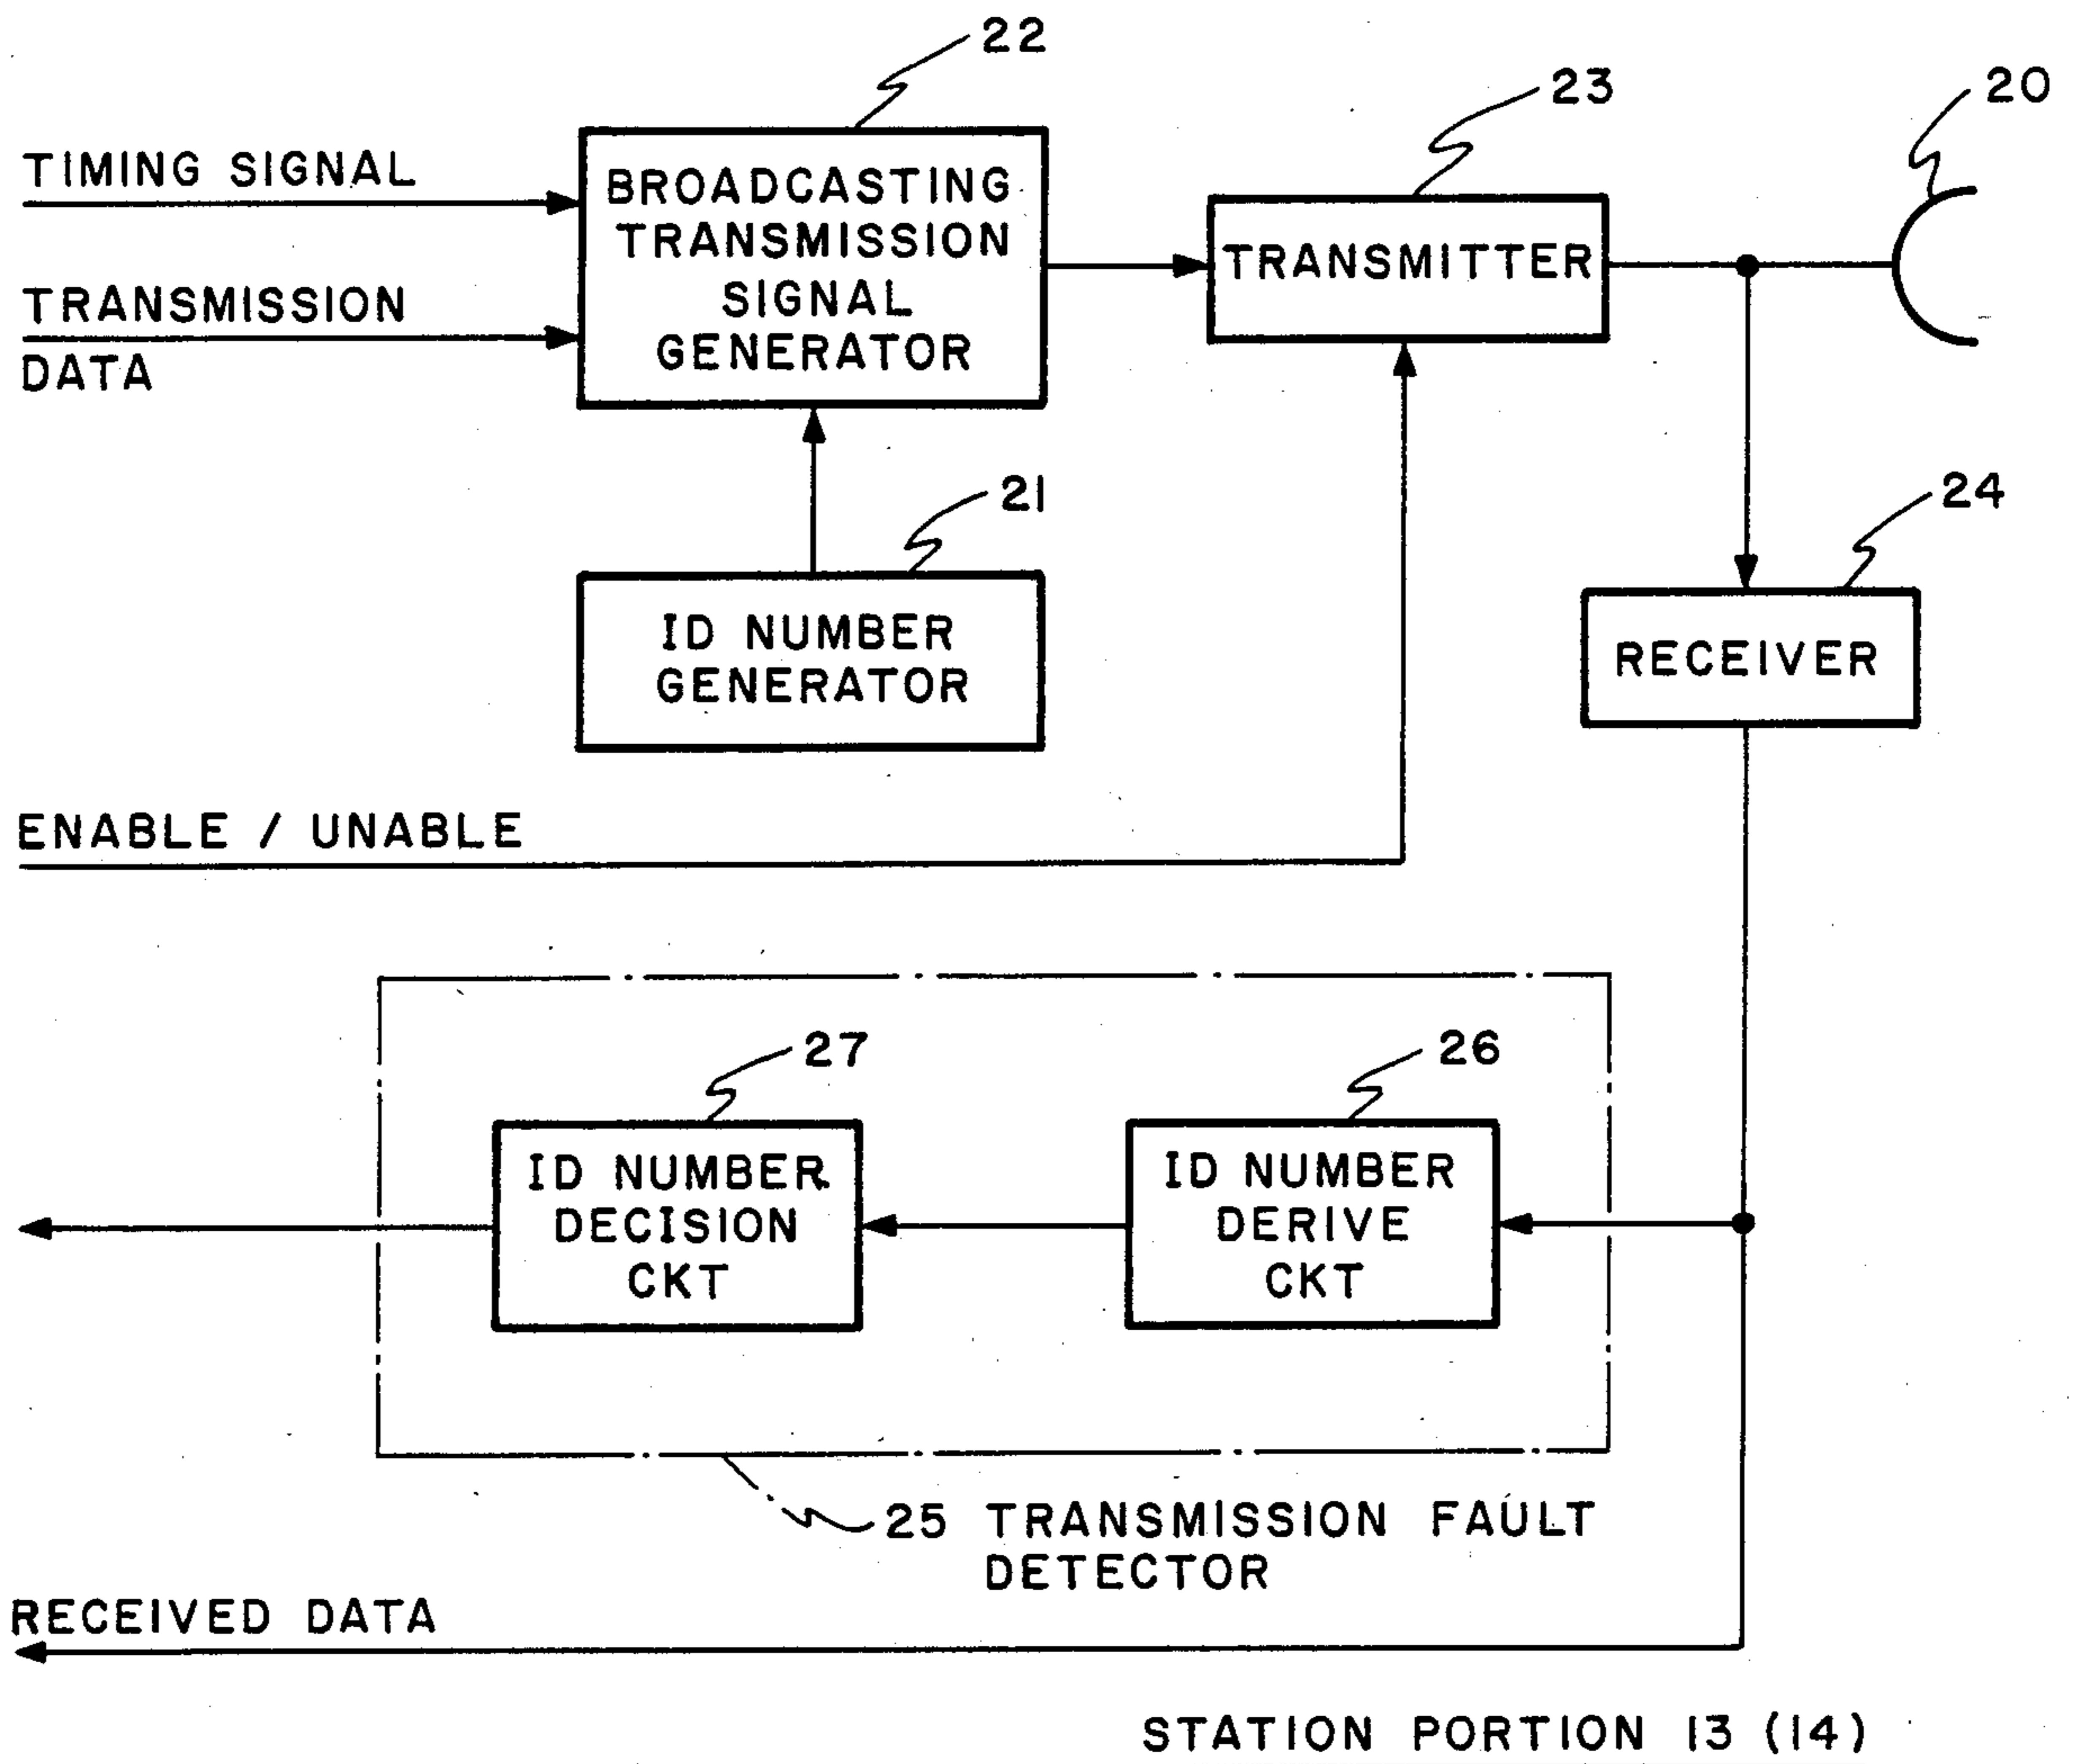 22
23
20
TIMING SIGNAL
BROADCASTING
TRANSMISSION
SIGNAL
GENERATOR
TRANSMITTER
TRANSMISSION
DATA
21
24
ID NUMBER
GENERATOR
RECEIVER
ENABLE / UNABLE
27
26
ID NUMBER
DECISION
CKT
ID NUMBER
DERIVE
CKT
25 TRANSMISSION FAULT
DETECTOR
RECEIVED DATA
STATION PORTION 13 (14)